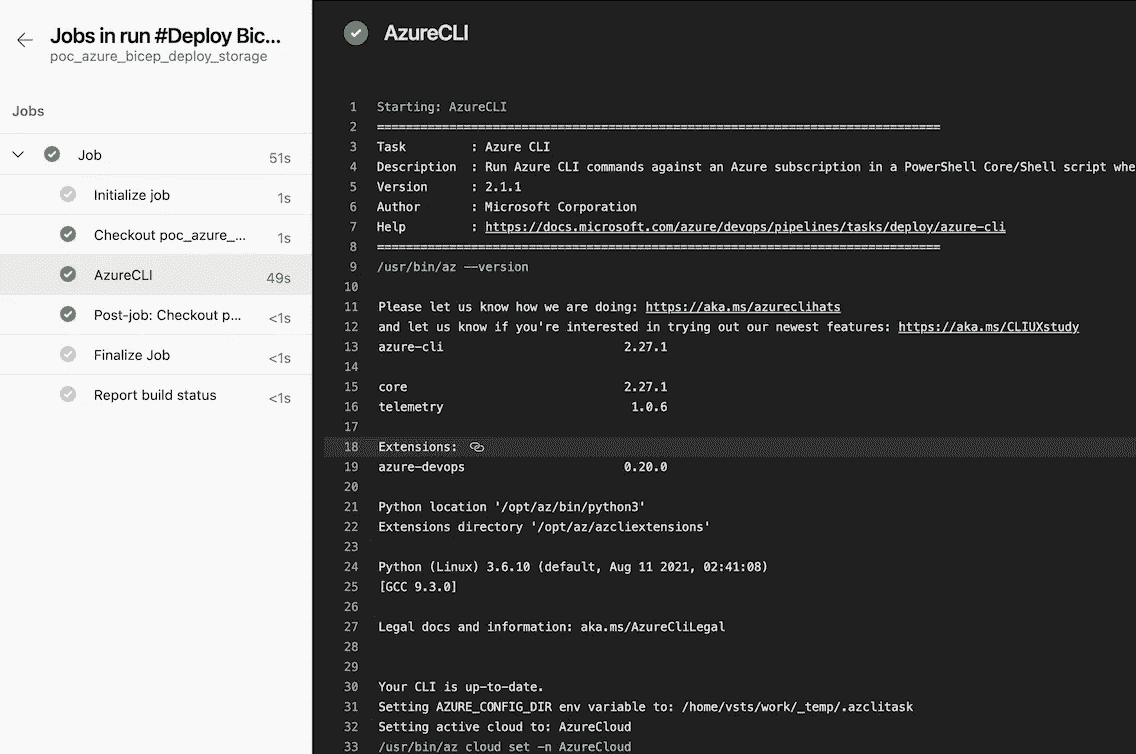 Jobs in run #Deploy Bic...
poc_azure_bicep_deploy_storage
Jobs
Job 51s
Initialize job 1s
Checkout poc_azure_... 1s
AzureCLI 49s
Post-job: Checkout p... <1s
Finalize Job <1s
Report build status <1s
AzureCLI
1 Starting: AzureCLI
2 ==============================================================================
3 Task : Azure CLI
4 Description : Run Azure CLI commands against an Azure subscription in a PowerShell Core/Shell script whe
5 Version : 2.1.1
6 Author : Microsoft Corporation
7 Help : https://docs.microsoft.com/azure/devops/pipelines/tasks/deploy/azure-cli
8 ==============================================================================
9 /usr/bin/az --version
10
11 Please let us know how we are doing: https://aka.ms/azureclihats
12 and let us know if you're interested in trying out our newest features: https://aka.ms/CLIUXstudy
13 azure-cli 2.27.1
14
15 core 2.27.1
16 telemetry 1.0.6
17
18 Extensions:
19 azure-devops 0.20.0
20
21 Python location '/opt/az/bin/python3'
22 Extensions directory '/opt/az/azcliextensions'
23
24 Python (Linux) 3.6.10 (default, Aug 11 2021, 02:41:08)
25 [GCC 9.3.0]
26
27 Legal docs and information: aka.ms/AzureCliLegal
28
29
30 Your CLI is up-to-date.
31 Setting AZURE_CONFIG_DIR env variable to: /home/vsts/work/_temp/.azclitask
32 Setting active cloud to: AzureCloud
33 /usr/bin/az cloud set -n AzureCloud